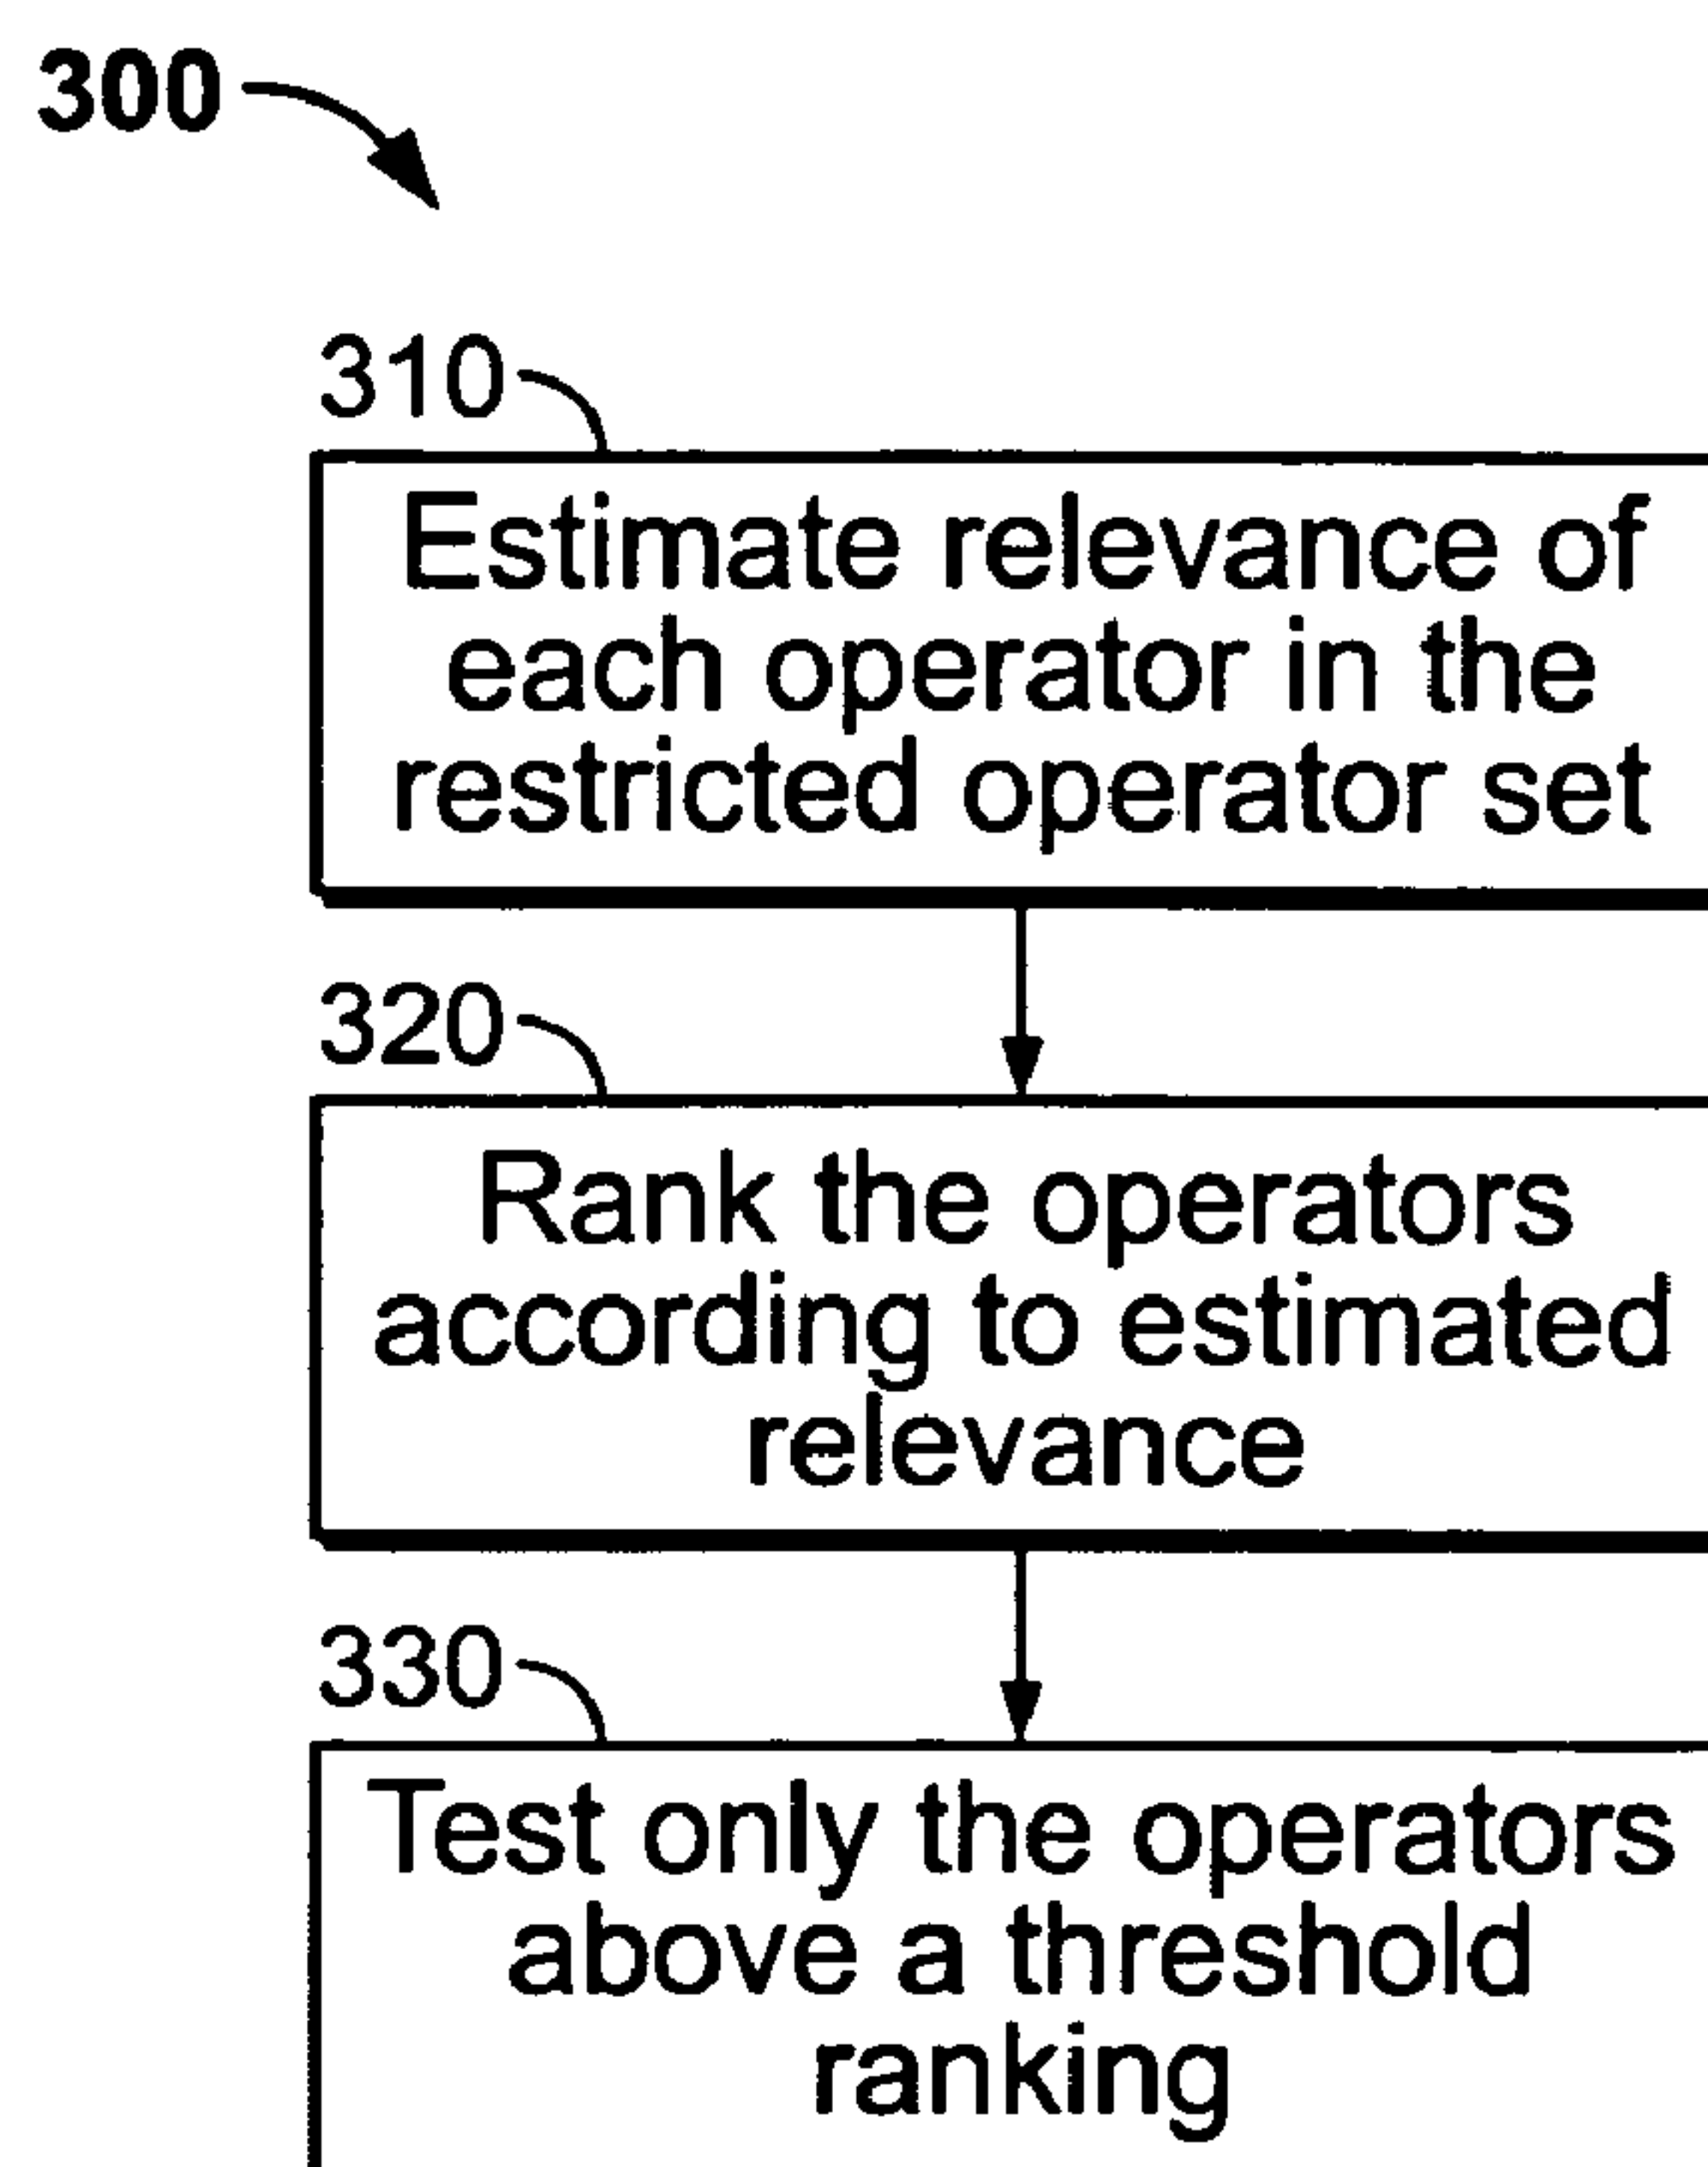 300
310
Estimate relevance of
each operator in the
restricted operator set
320
Rank the operators
according to estimated
relevance
330
Test only the operators
above a threshold
ranking